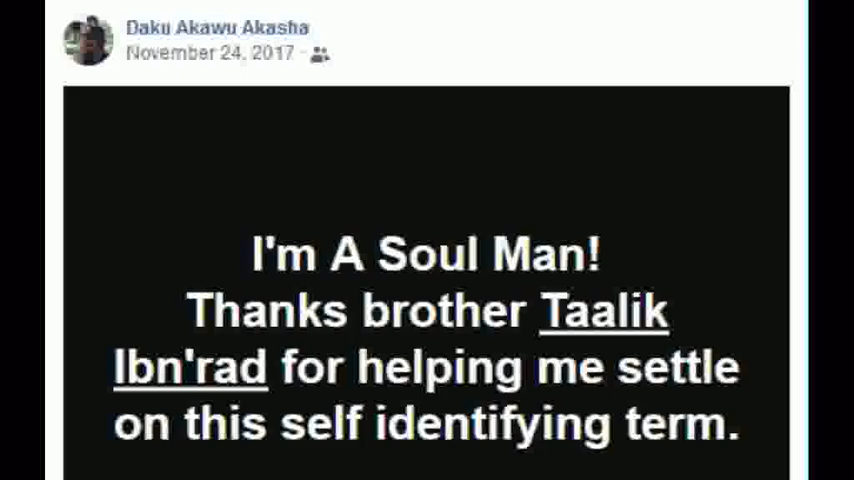 Daku Akawu Akasha
November 24, 2017 ·
I'm A Soul Man!
Thanks brother Taalik
Ibn'rad for helping me settle
on this self identifying term.